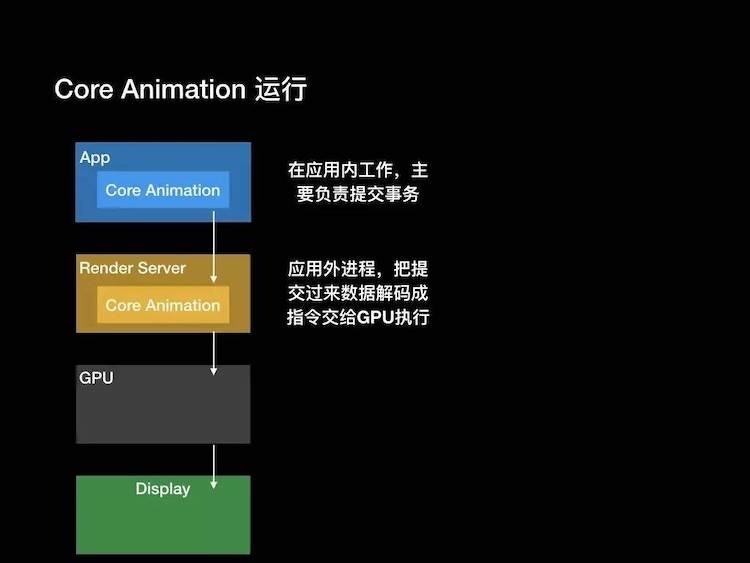 Core Animation 运行
App
Core Animation
在应用内工作，主
要负责提交事务
Render Server
Core Animation
应用外进程，把提
交过来数据解码成
指令交给GPU执行
GPU
Display